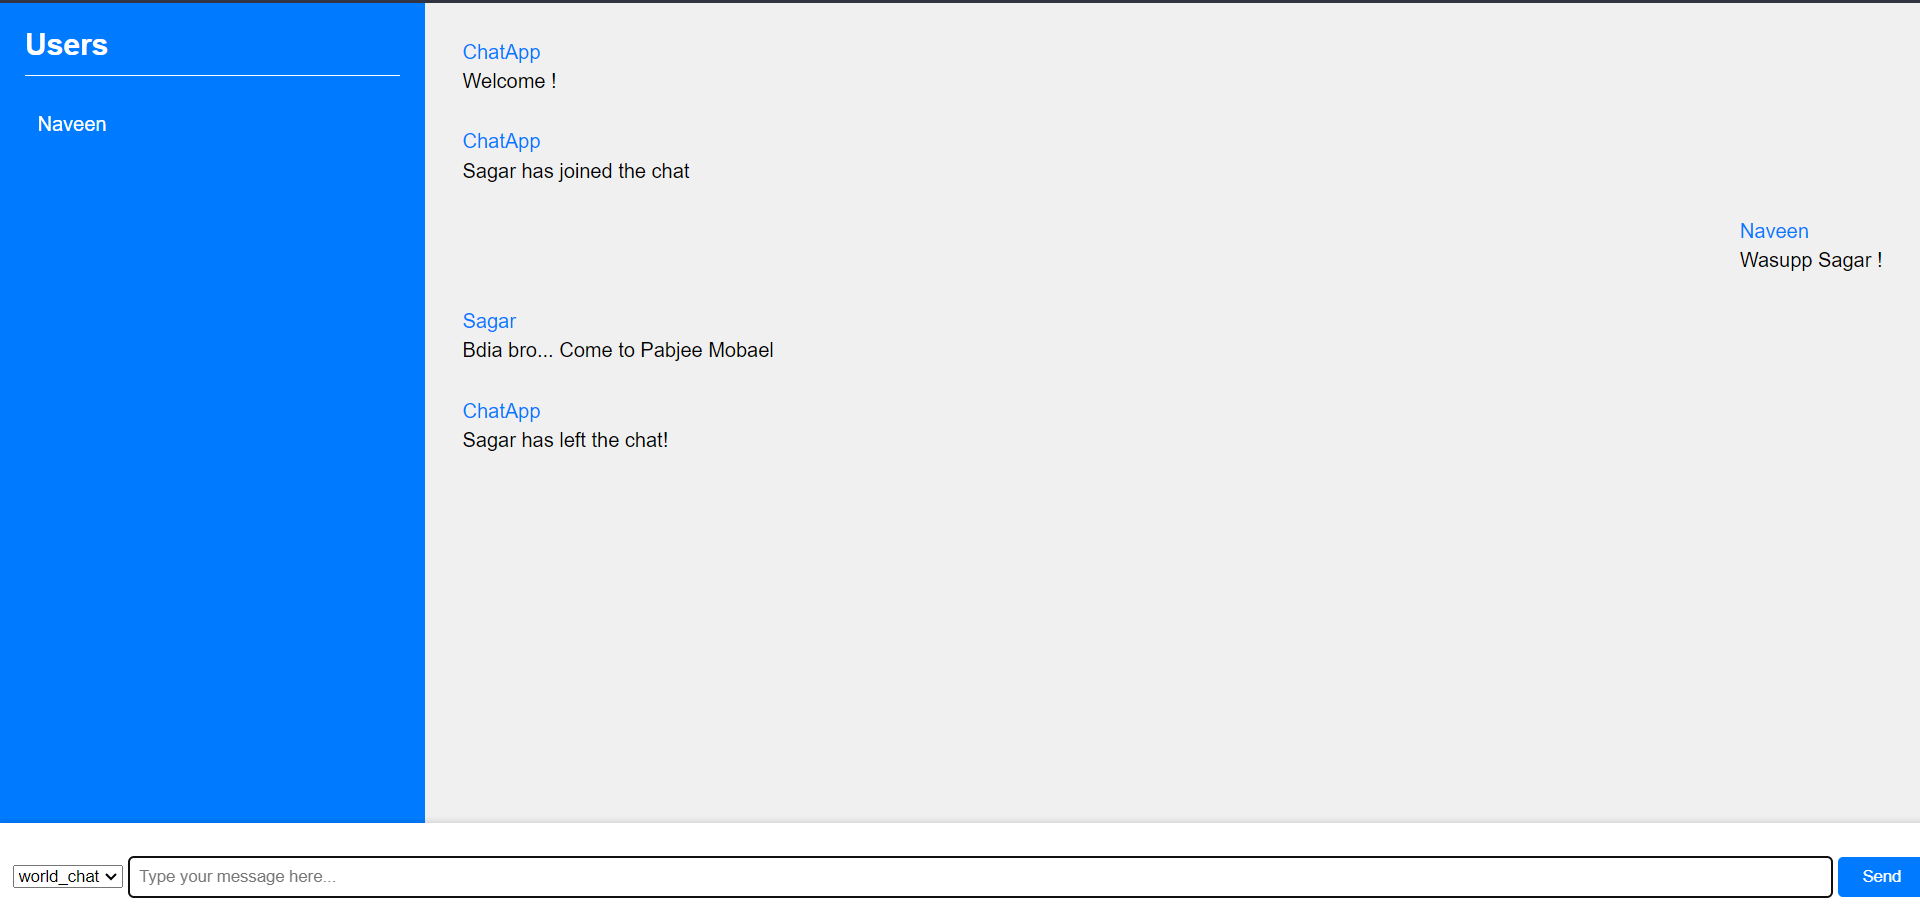 Users
Naveen
ChatApp
Welcome !
ChatApp
Sagar has joined the chat
Naveen
Wasupp Sagar !
Sagar
Bdia bro... Come to Pabjee Mobael
ChatApp
Sagar has left the chat!
world_chat
Type your message here...
Send